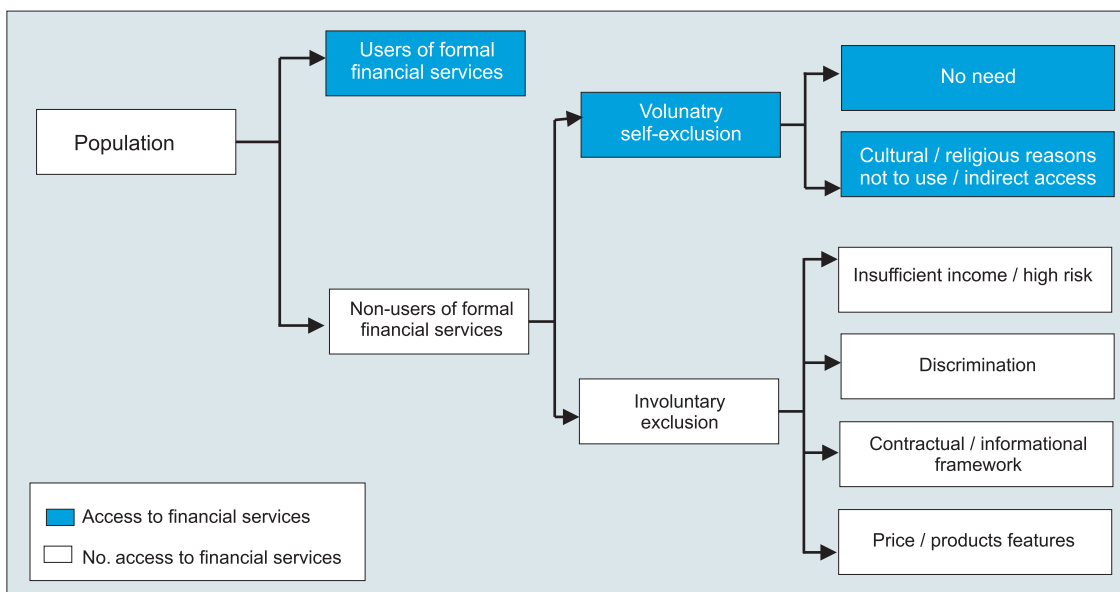 Population
Users of formal
financial services
Non-users of formal
financial services
Volunatry
self-exclusion
Involuntary
exclusion
No need
Cultural / religious reasons
not to use / indirect access
Insufficient income / high risk
Discrimination
Contractual / informational
framework
Price / products features
Access to financial services
No. access to financial services